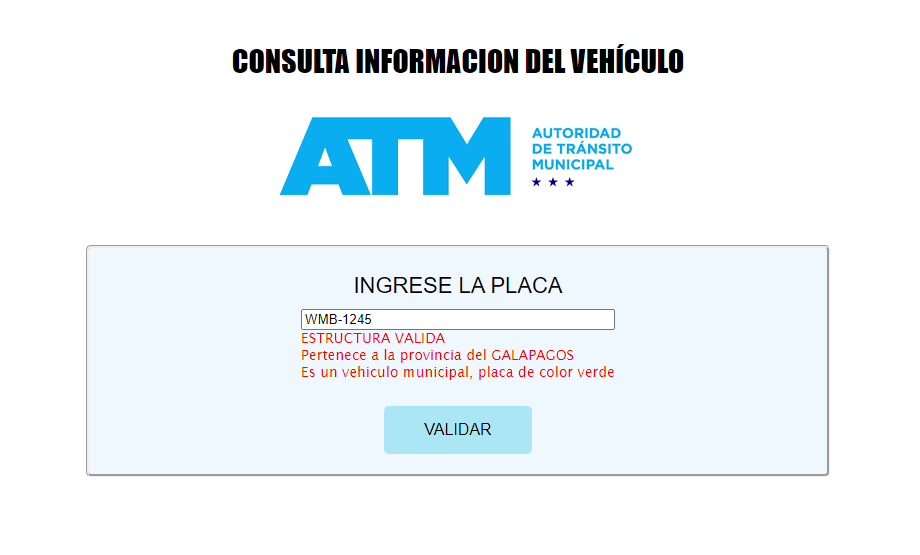 CONSULTA INFORMACION DEL VEHÍCULO
ATM
AUTORIDAD
DE TRÁNSITO
MUNICIPAL
INGRESE LA PLACA
WMB-1245
ESTRUCTURA VALIDA
Pertenece a la provincia del GALAPAGOS
Es un vehiculo municipal, placa de color verde
VALIDAR